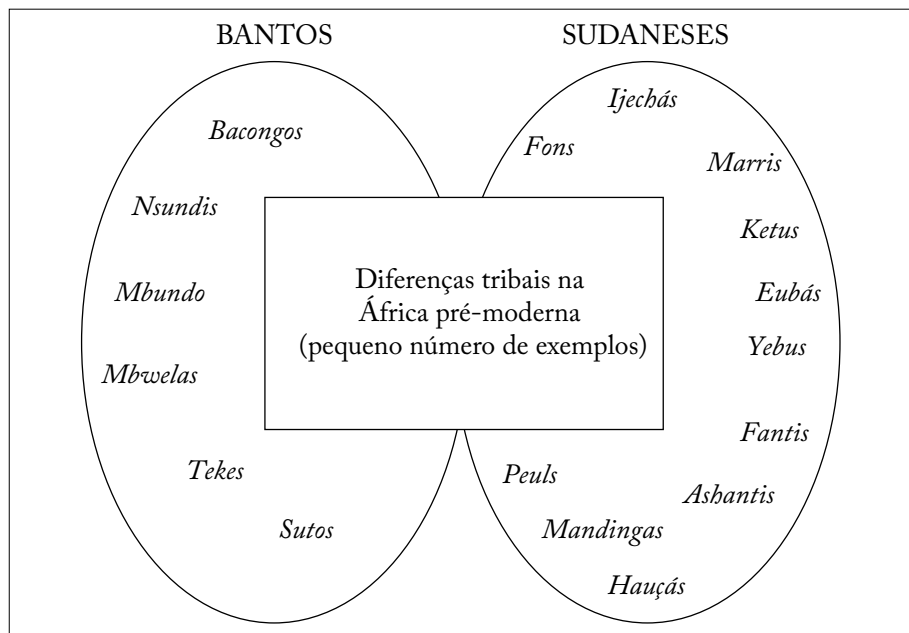 BANTOS
SUDANESES
Bacongos
Nsundis
Mbundo
Mbwelas
Tekes
Sutos
Diferenças tribais na
África pré-moderna
(pequeno número de exemplos)
Ijechás
Fons
Marris
Ketus
Eubás
Yebus
Fantis
Peuls
Ashantis
Mandingas
Hauçás